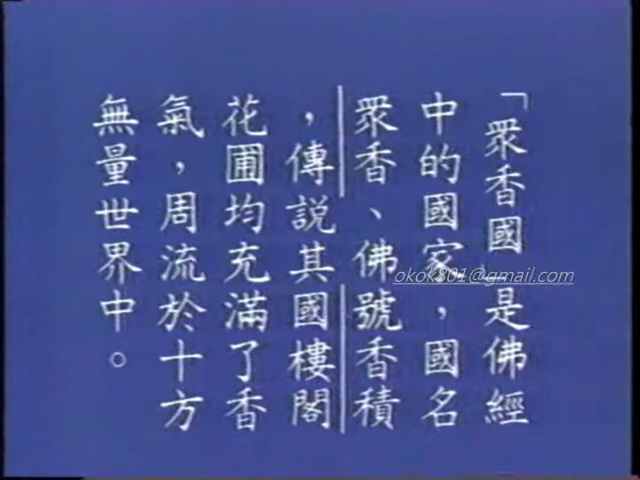 「眾香國」是佛經
中的國家，國名
眾香、佛號香積
，傳說其國樓閣
花圃均充滿了香
氣，周流於十方
無量世界中。
okok801@gmail.com